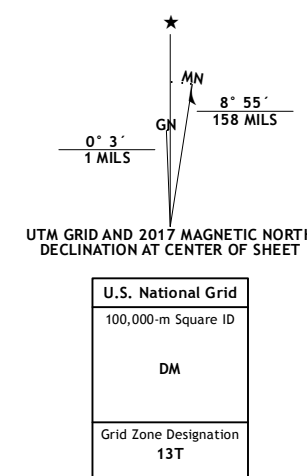 ★
MN
8° 55´
158 MILS
GN
0° 3´
1 MILS
UTM GRID AND 2017 MAGNETIC NORTH
DECLINATION AT CENTER OF SHEET
U.S. National Grid
100,000-m Square ID
DM
Grid Zone Designation
13T